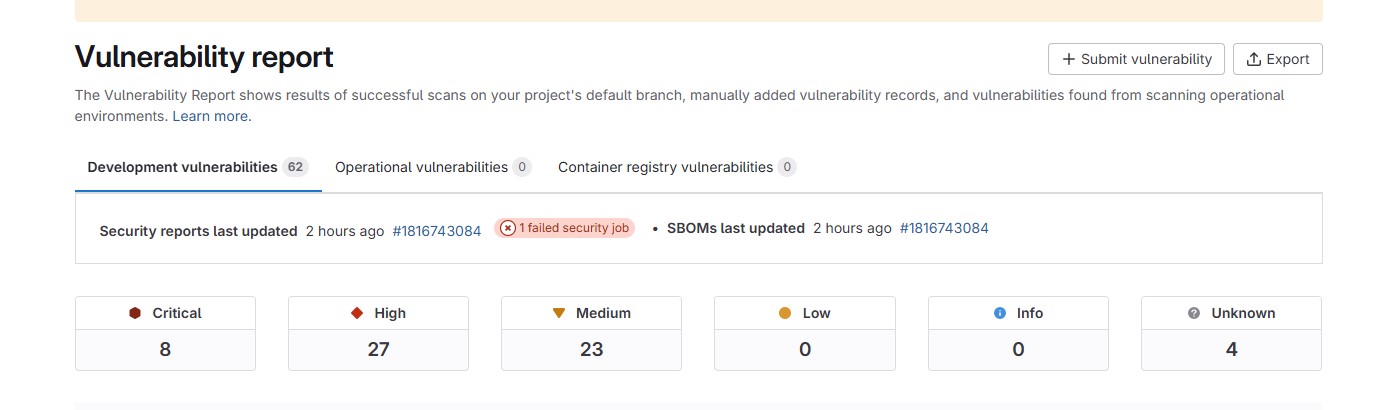 Vulnerability report
Submit vulnerability
Export
The Vulnerability Report shows results of successful scans on your project's default branch, manually added vulnerability records, and vulnerabilities found from scanning operational
environments. Learn more.
Development vulnerabilities 62 Operational vulnerabilities 0 Container registry vulnerabilities 0
Security reports last updated 2 hours ago #1816743084 1 failed security job • SBOMs last updated 2 hours ago #1816743084
Critical High Medium Low Info Unknown
8 27 23 0 0 4